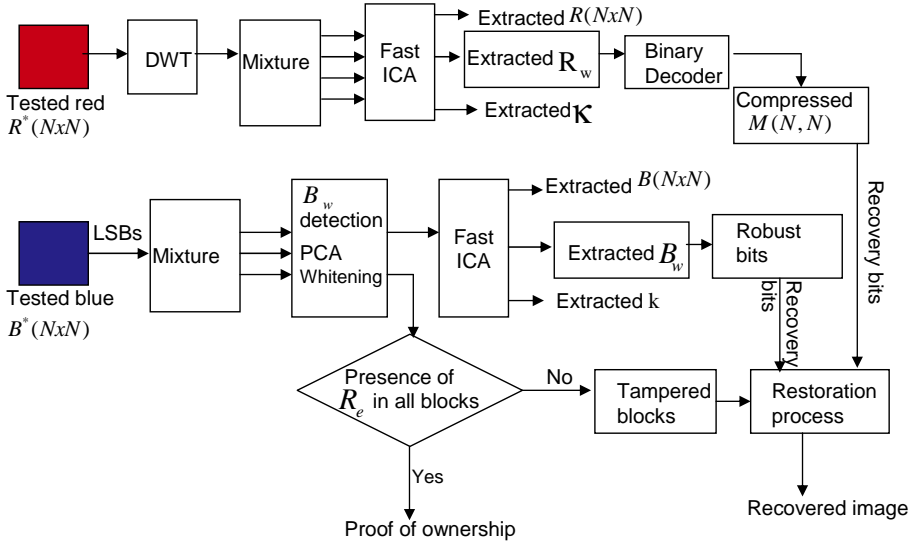 Tested red
R*(NxN)
DWT
Mixture
Fast
ICA
Extracted R(NxN)
Extracted R_w
Extracted K
Binary
Decoder
Compressed
M(N, N)
Recovery bits
LSBs
Tested blue
B*(NxN)
Mixture
B_w
detection
PCA
Whitening
Fast
ICA
Extracted B(NxN)
Extracted B_w
Extracted k
Robust
bits
Recovery
bits
Presence of
R_e in all blocks
No
Tampered
blocks
Restoration
process
Yes
Proof of ownership
Recovered image